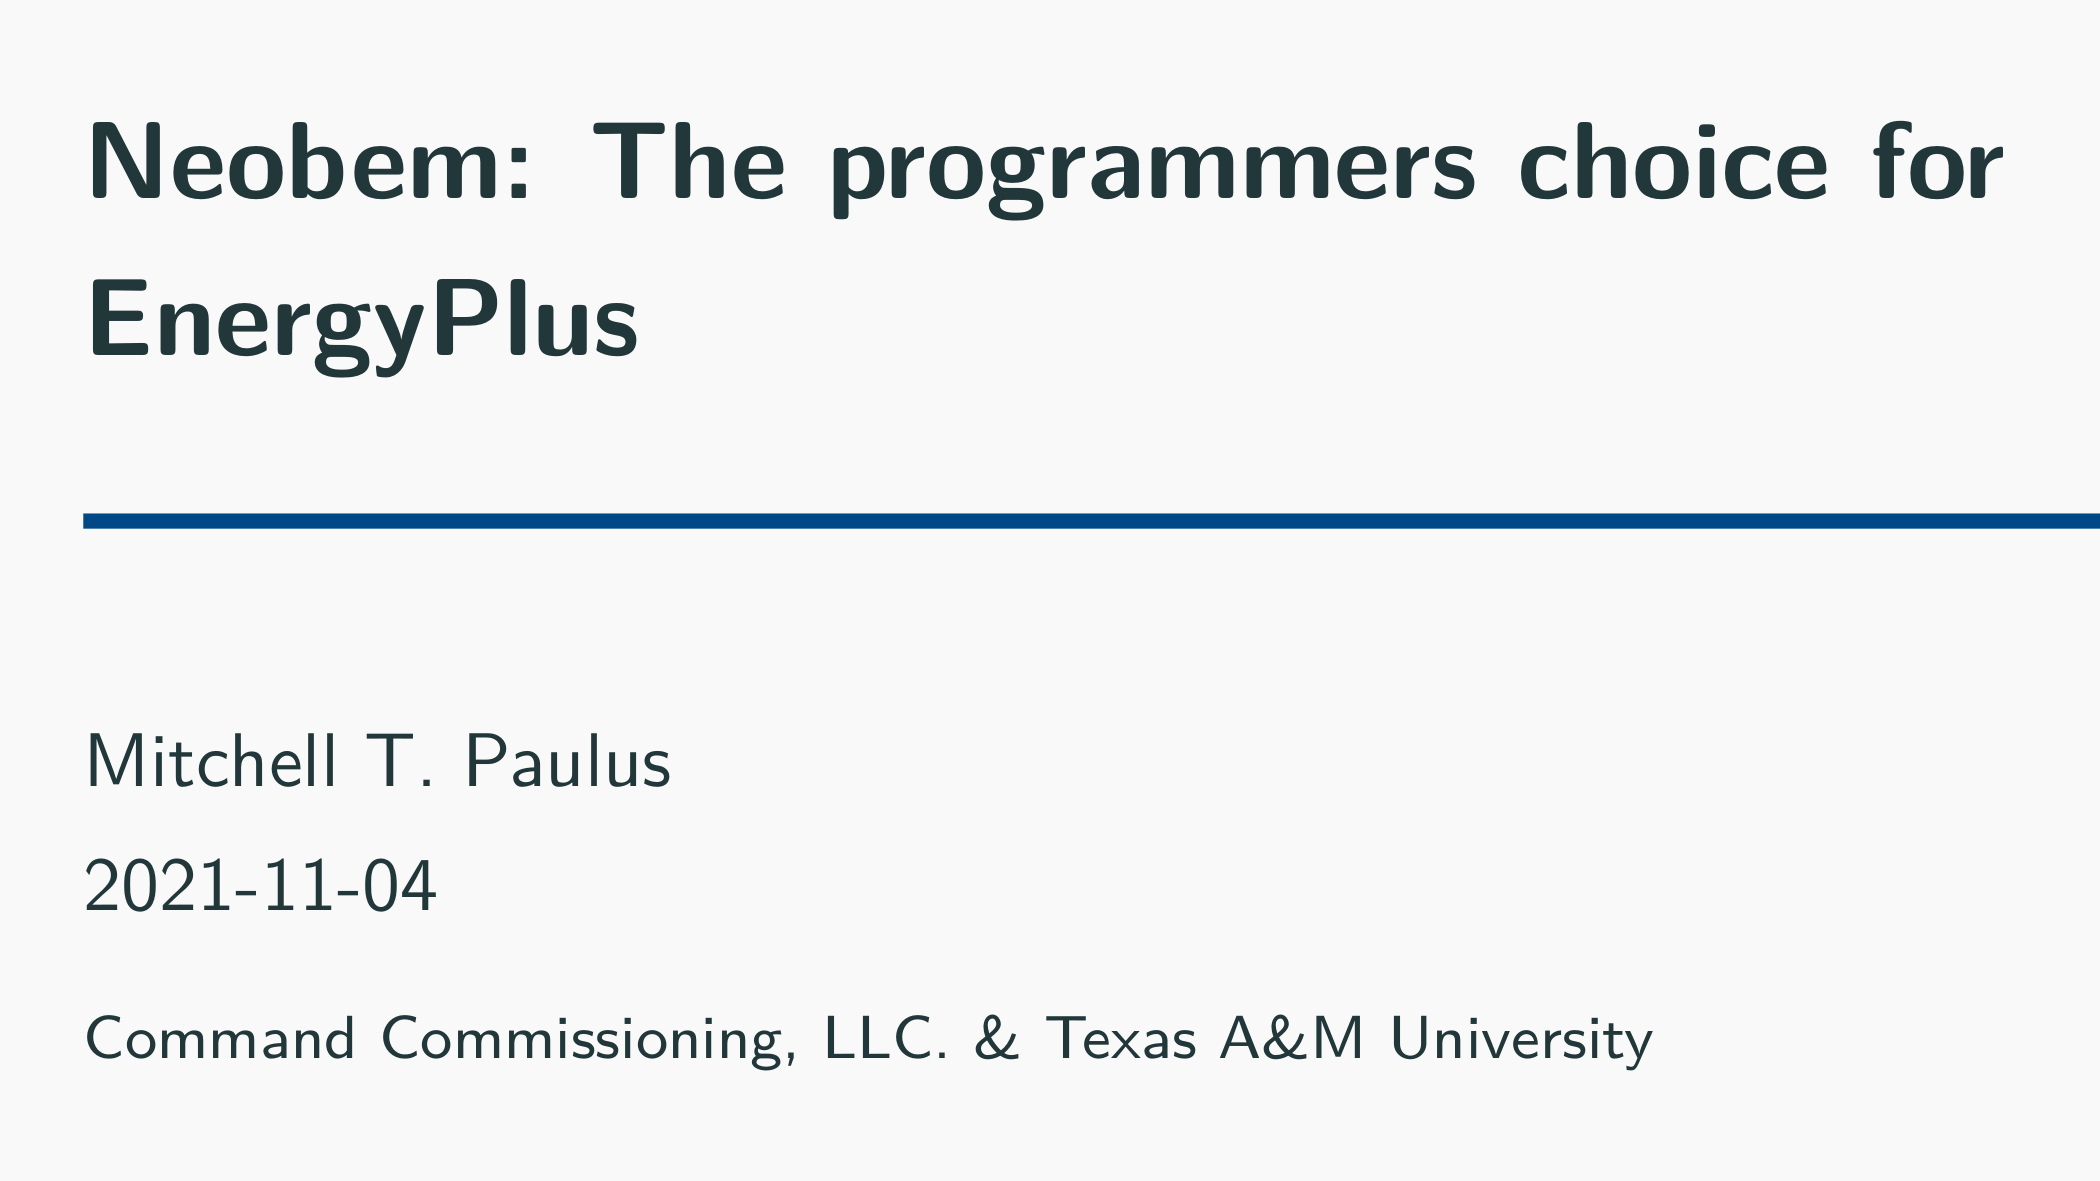 Neobem: The programmers choice for
EnergyPlus
Mitchell T. Paulus
2021-11-04
Command Commissioning, LLC. & Texas A&M University